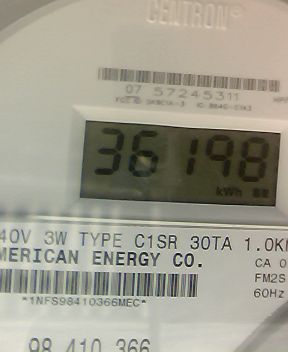 CENTRON®
07 57245311
36198
kWh
40V 3W TYPE C1SR 30TA 1.0K
MERICAN ENERGY CO.
CA 0
FM2S
60Hz
*1NFS98410366MEC*
98 410 366